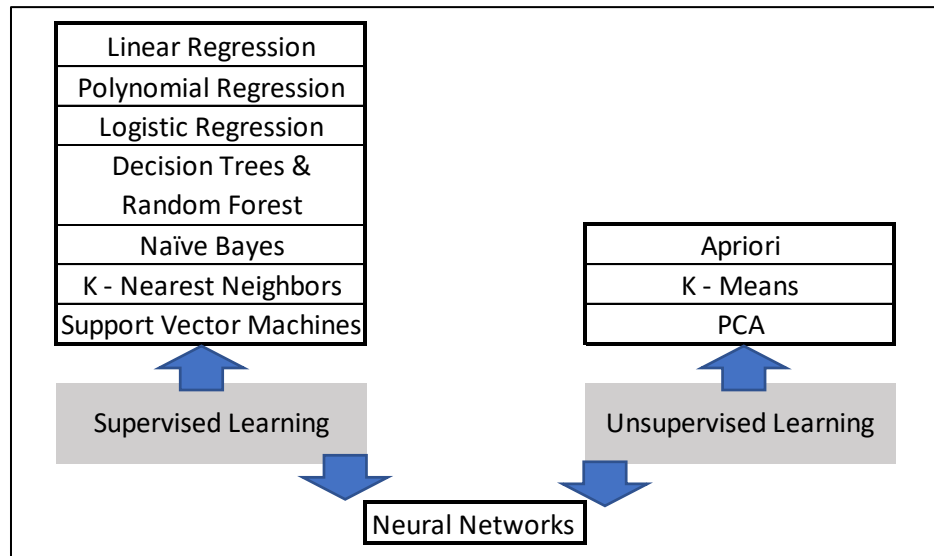 Linear Regression
Polynomial Regression
Logistic Regression
Decision Trees &
Random Forest
Naïve Bayes
K - Nearest Neighbors
Support Vector Machines
Apriori
K - Means
PCA
Supervised Learning
Unsupervised Learning
Neural Networks